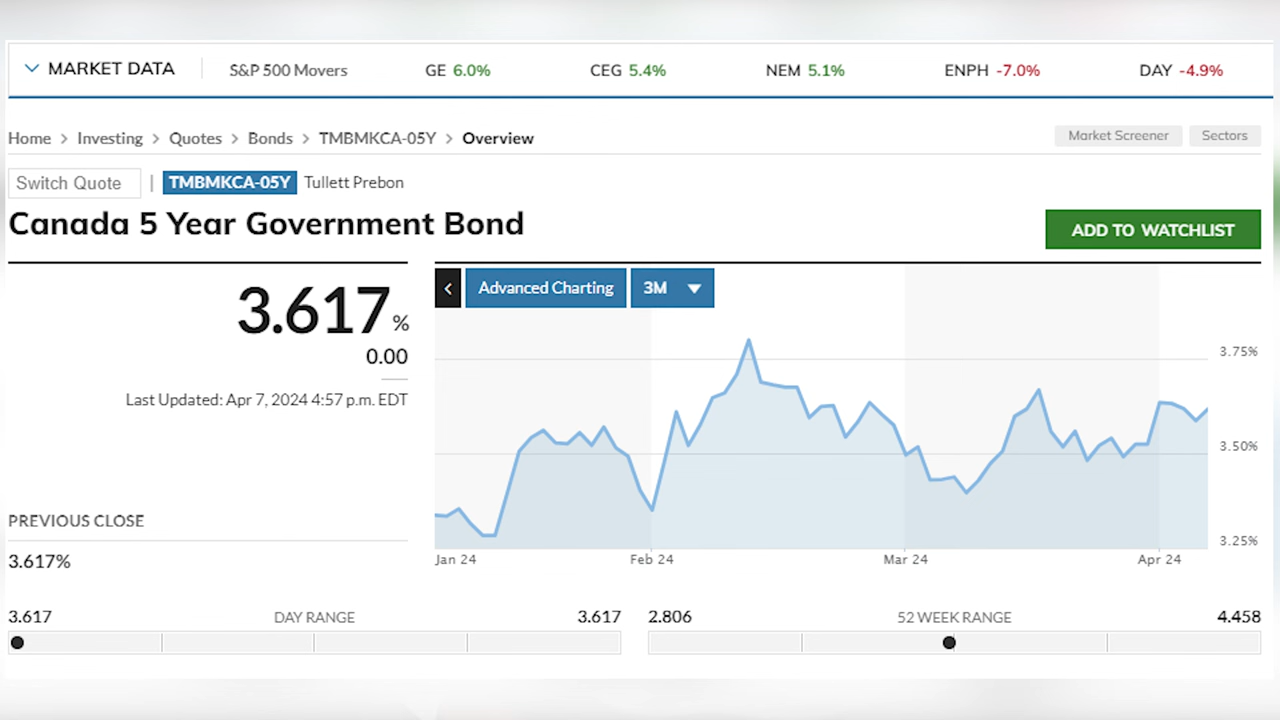 MARKET DATA S&P 500 Movers GE 6.0% CEG 5.4% NEM 5.1% ENPH -7.0% DAY -4.9%
Home > Investing > Quotes > Bonds > TMBMKCA-05Y > Overview Market Screener Sectors
Switch Quote | TMBMKCA-05Y Tullett Prebon
Canada 5 Year Government Bond
ADD TO WATCHLIST
3.617 %
0.00
Last Updated: Apr 7, 2024 4:57 p.m. EDT
PREVIOUS CLOSE
3.617%
Advanced Charting 3M
3.75%
3.50%
3.25%
Jan 24 Feb 24 Mar 24 Apr 24
3.617 DAY RANGE 3.617 2.806 52 WEEK RANGE 4.458